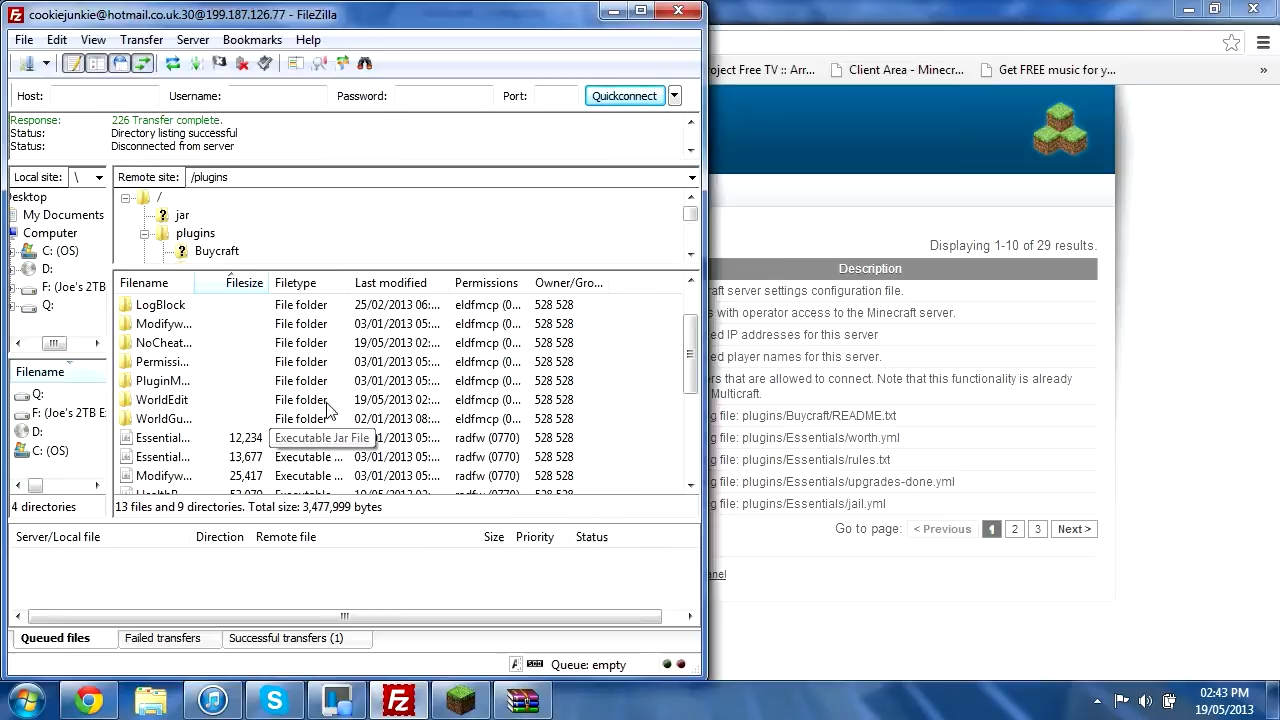 cookiejunkie@hotmail.co.uk.30@199.187.126.77 - FileZilla
File Edit View Transfer Server Bookmarks Help
Host: Username: Password: Port: Quickconnect
Response: 226 Transfer complete.
Status: Directory listing successful
Status: Disconnected from server
Local site: \
Remote site: /plugins
esktop
My Documents
Computer
C: (OS)
D:
F: (Joe's 2TB
Q:
/
jar
plugins
Buycraft
Filename
Q:
F: (Joe's 2TB E
D:
C: (OS)
4 directories
Filename Filesize Filetype Last modified Permissions Owner/Gro...
LogBlock File folder 25/02/2013 06:... eldfmcp (0... 528 528
Modifyw... File folder 03/01/2013 05:... eldfmcp (0... 528 528
NoCheat... File folder 19/05/2013 02:... eldfmcp (0... 528 528
Permissi... File folder 03/01/2013 05:... eldfmcp (0... 528 528
PluginM... File folder 03/01/2013 05:... eldfmcp (0... 528 528
WorldEdit File folder 19/05/2013 02:... eldfmcp (0... 528 528
WorldGu... File folder 02/01/2013 08:... eldfmcp (0... 528 528
Essential... 12,234 Executable Jar File 01/2013 05:... radfw (0770) 528 528
Essential... 13,677 Executable ... 03/01/2013 05:... radfw (0770) 528 528
Modifyw... 25,417 Executable ... 03/01/2013 05:... radfw (0770) 528 528
13 files and 9 directories. Total size: 3,477,999 bytes
Server/Local file Direction Remote file Size Priority Status
Queued files Failed transfers Successful transfers (1)
Queue: empty
oject Free TV :: Arr... Client Area - Minecr... Get FREE music for y... »
Displaying 1-10 of 29 results.
Description
aft server settings configuration file.
s with operator access to the Minecraft server.
ed IP addresses for this server
ed player names for this server.
ers that are allowed to connect. Note that this functionality is already
Multicraft.
g file: plugins/Buycraft/README.txt
g file: plugins/Essentials/worth.yml
g file: plugins/Essentials/rules.txt
g file: plugins/Essentials/upgrades-done.yml
g file: plugins/Essentials/jail.yml
Go to page: < Previous 1 2 3 Next >
anel
02:43 PM
19/05/2013